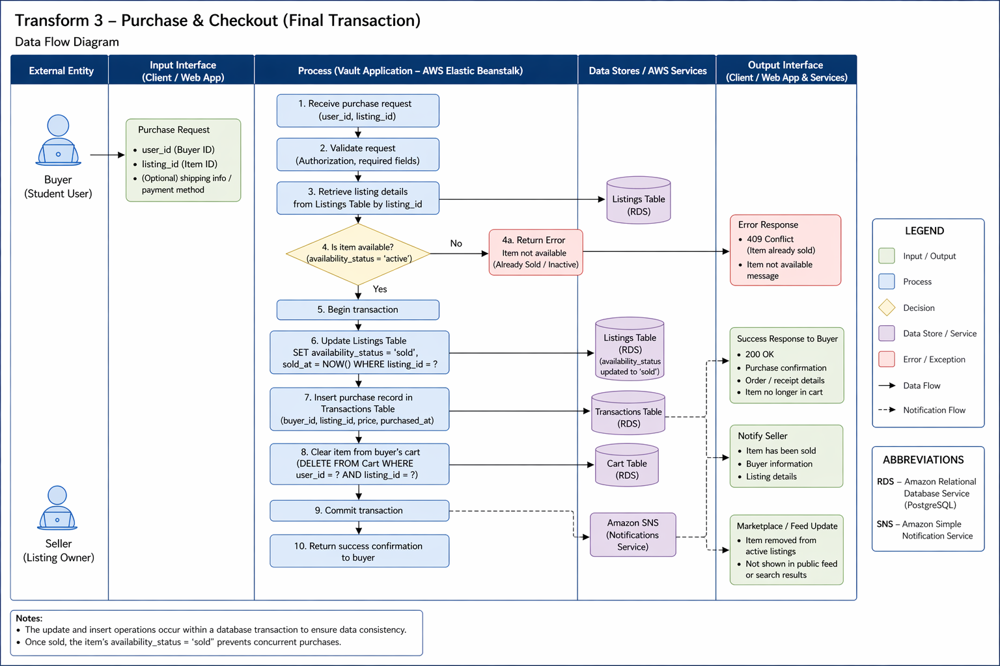 Transform 3 – Purchase & Checkout (Final Transaction)
Data Flow Diagram
External Entity
Input Interface
(Client / Web App)
Process (Vault Application – AWS Elastic Beanstalk)
Data Stores / AWS Services
Output Interface
(Client / Web App & Services)
Buyer
(Student User)
Purchase Request
• user_id (Buyer ID)
• listing_id (Item ID)
• (Optional) shipping info /
payment method
1. Receive purchase request
(user_id, listing_id)
2. Validate request
(Authorization, required fields)
3. Retrieve listing details
from Listings Table by listing_id
Listings Table
(RDS)
4. Is item available?
(availability_status = ‘active’)
No
Yes
4a. Return Error
Item not available
(Already Sold / Inactive)
Error Response
• 409 Conflict
(Item already sold)
• Item not available
message
5. Begin transaction
6. Update Listings Table
SET availability_status = ‘sold’,
sold_at = NOW() WHERE listing_id = ?
Listings Table
(RDS)
(availability_status
updated to ‘sold’)
7. Insert purchase record in
Transactions Table
(buyer_id, listing_id, price, purchased_at)
Transactions Table
(RDS)
8. Clear item from buyer’s cart
(DELETE FROM Cart WHERE
user_id = ? AND listing_id = ?)
Cart Table
(RDS)
9. Commit transaction
Amazon SNS
(Notifications
Service)
10. Return success confirmation
to buyer
Success Response to Buyer
• 200 OK
• Purchase confirmation
• Order / receipt details
• Item no longer in cart
Notify Seller
• Item has been sold
• Buyer information
• Listing details
Marketplace / Feed Update
• Item removed from
active listings
• Not shown in public feed
or search results
Seller
(Listing Owner)
LEGEND
Input / Output
Process
Decision
Data Store / Service
Error / Exception
Data Flow
Notification Flow
ABBREVIATIONS
RDS – Amazon Relational
Database Service
(PostgreSQL)
SNS – Amazon Simple
Notification Service
Notes:
• The update and insert operations occur within a database transaction to ensure data consistency.
• Once sold, the item’s availability_status = ‘sold” prevents concurrent purchases.